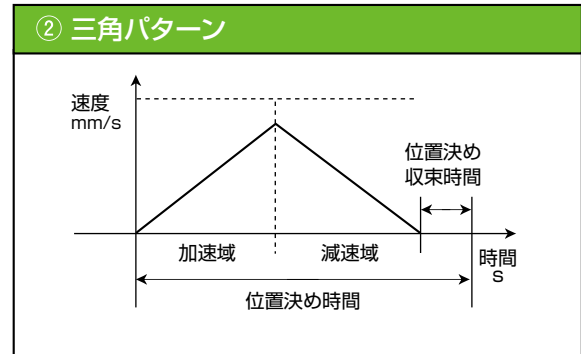 ② 三角パターン
速度
mm/s
位置決め
収束時間
加速域
減速域
時間
s
位置決め時間